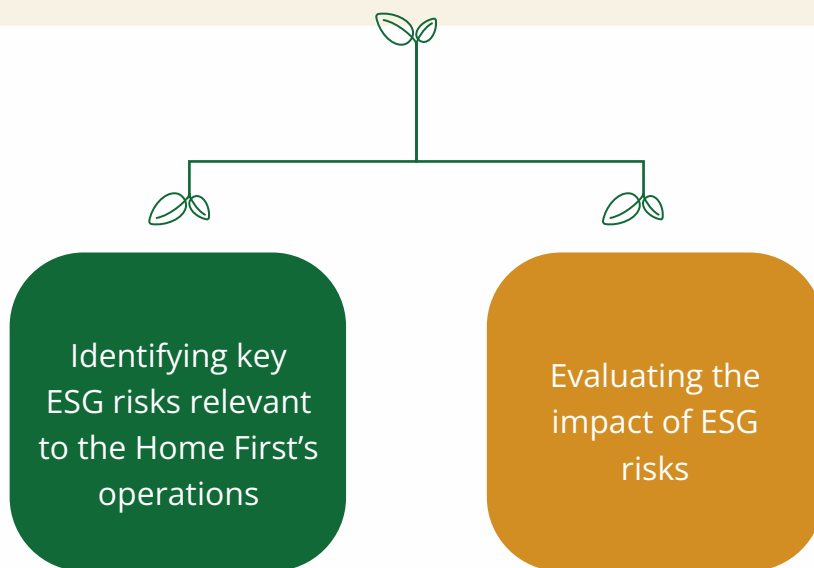 Identifying key
ESG risks relevant
to the Home First’s
operations
Evaluating the
impact of ESG
risks